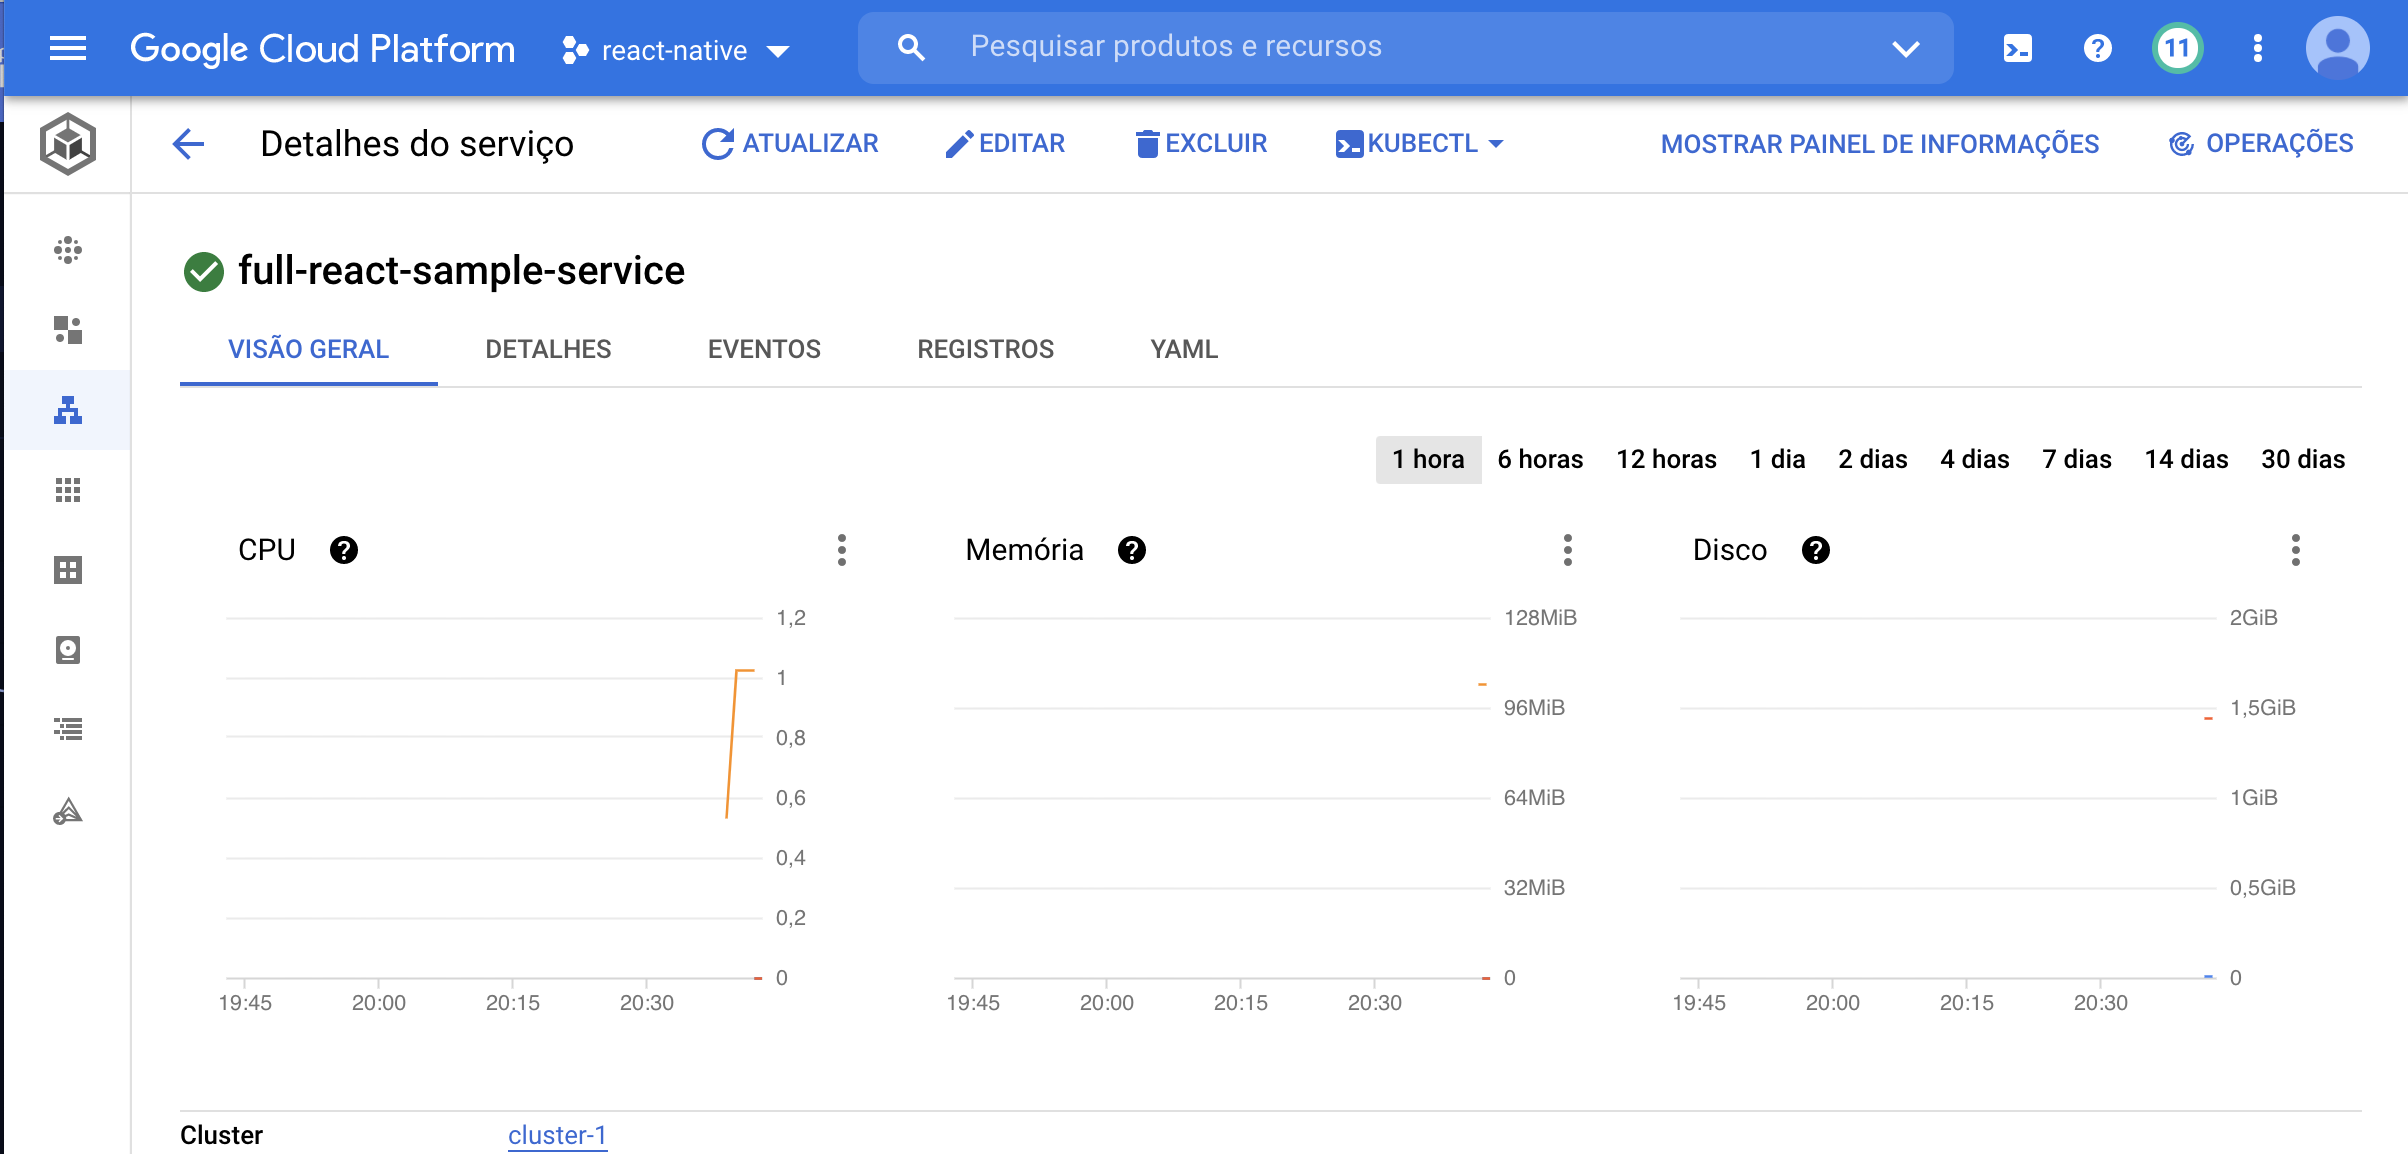 Google Cloud Platform react-native Pesquisar produtos e recursos 11
Detalhes do serviço ATUALIZAR EDITAR EXCLUIR KUBECTL MOSTRAR PAINEL DE INFORMAÇÕES OPERAÇÕES
full-react-sample-service
VISÃO GERAL DETALHES EVENTOS REGISTROS YAML
1 hora 6 horas 12 horas 1 dia 2 dias 4 dias 7 dias 14 dias 30 dias
CPU
1,2
1
0,8
0,6
0,4
0,2
0
19:45 20:00 20:15 20:30
Memória
128MiB
96MiB
64MiB
32MiB
0
19:45 20:00 20:15 20:30
Disco
2GiB
1,5GiB
1GiB
0,5GiB
0
19:45 20:00 20:15 20:30
Cluster cluster-1